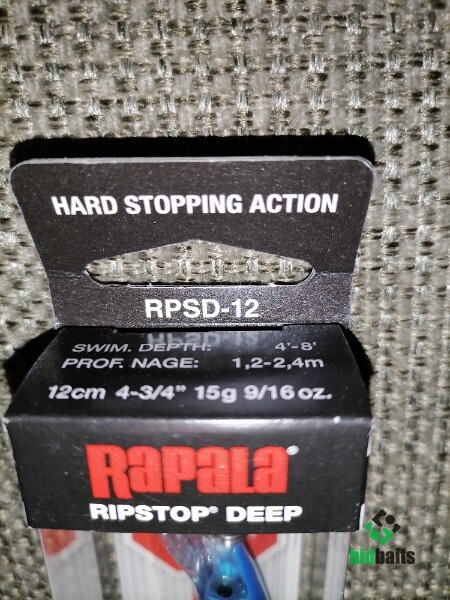 HARD STOPPING ACTION
RPSD-12
SWIM. DEPTH: 4'-8'
PROF. NAGE: 1,2-2,4m
12cm 4-3/4" 15g 9/16 oz.
Rapala®
RIPSTOP® DEEP
bidbaits